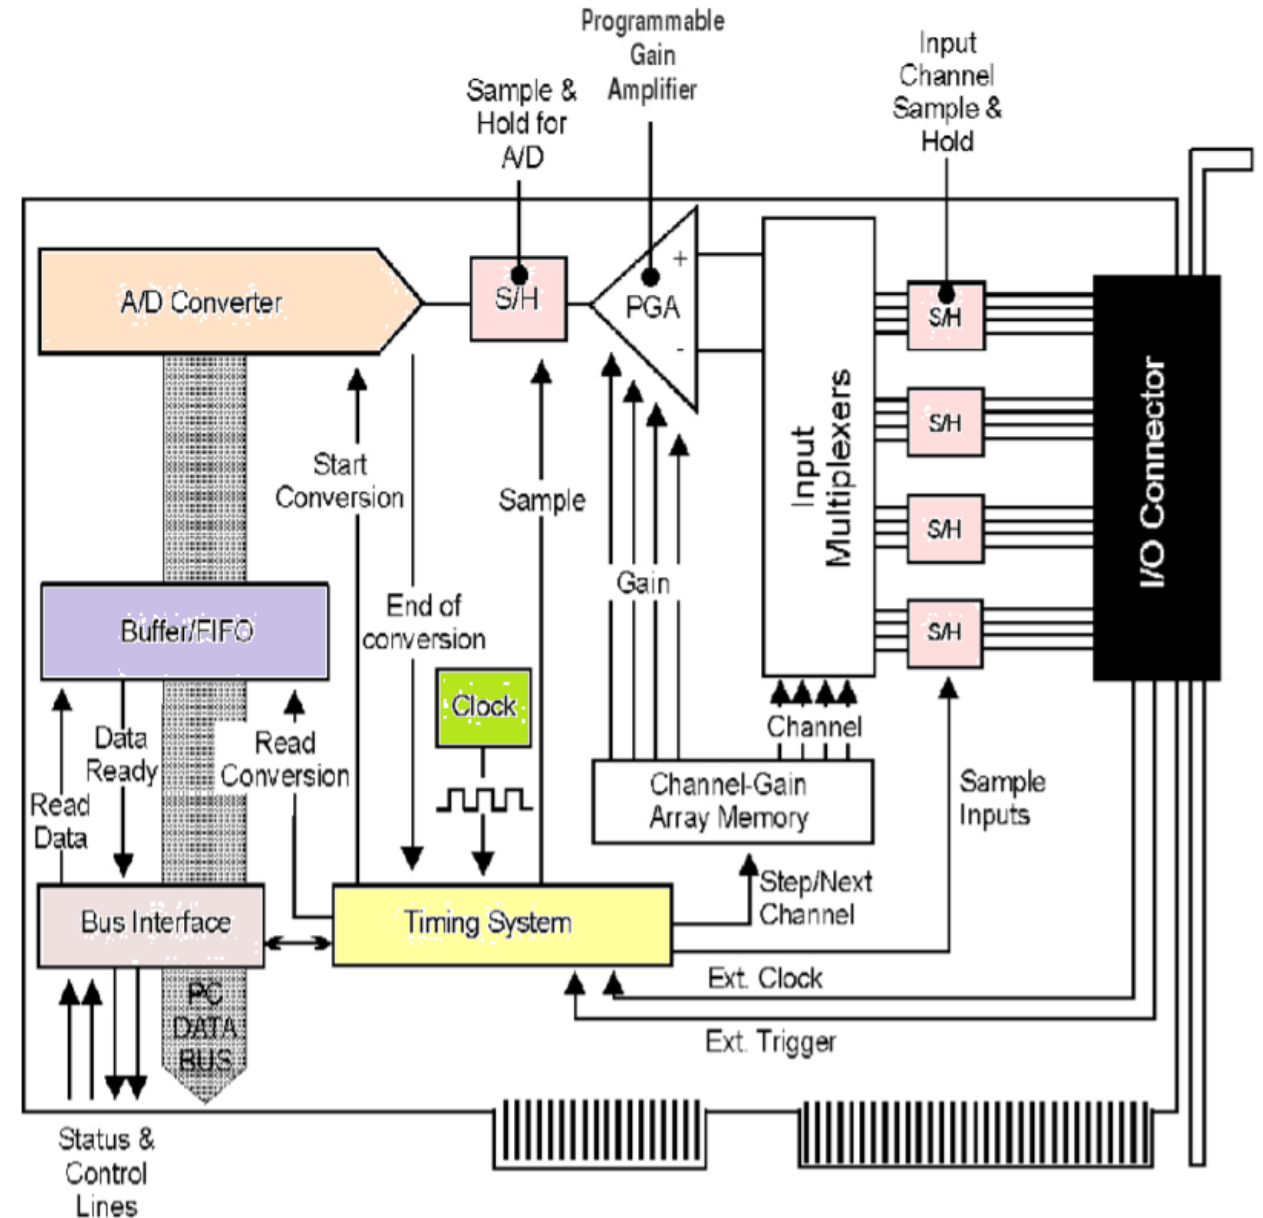 Programmable
Gain
Amplifier
Input
Channel
Sample &
Hold
Sample &
Hold for
A/D
A/D Converter
S/H
PGA
+
-
Input
Multiplexers
S/H
S/H
S/H
S/H
I/O Connector
Start
Conversion
Sample
Gain
End of
conversion
Buffer/FIFO
Clock
Channel
Data
Ready
Read
Conversion
Read
Data
Channel-Gain
Array Memory
Sample
Inputs
Step/Next
Channel
Bus Interface
Timing System
Ext. Clock
Ext. Trigger
PC
DATA
BUS
Status &
Control
Lines